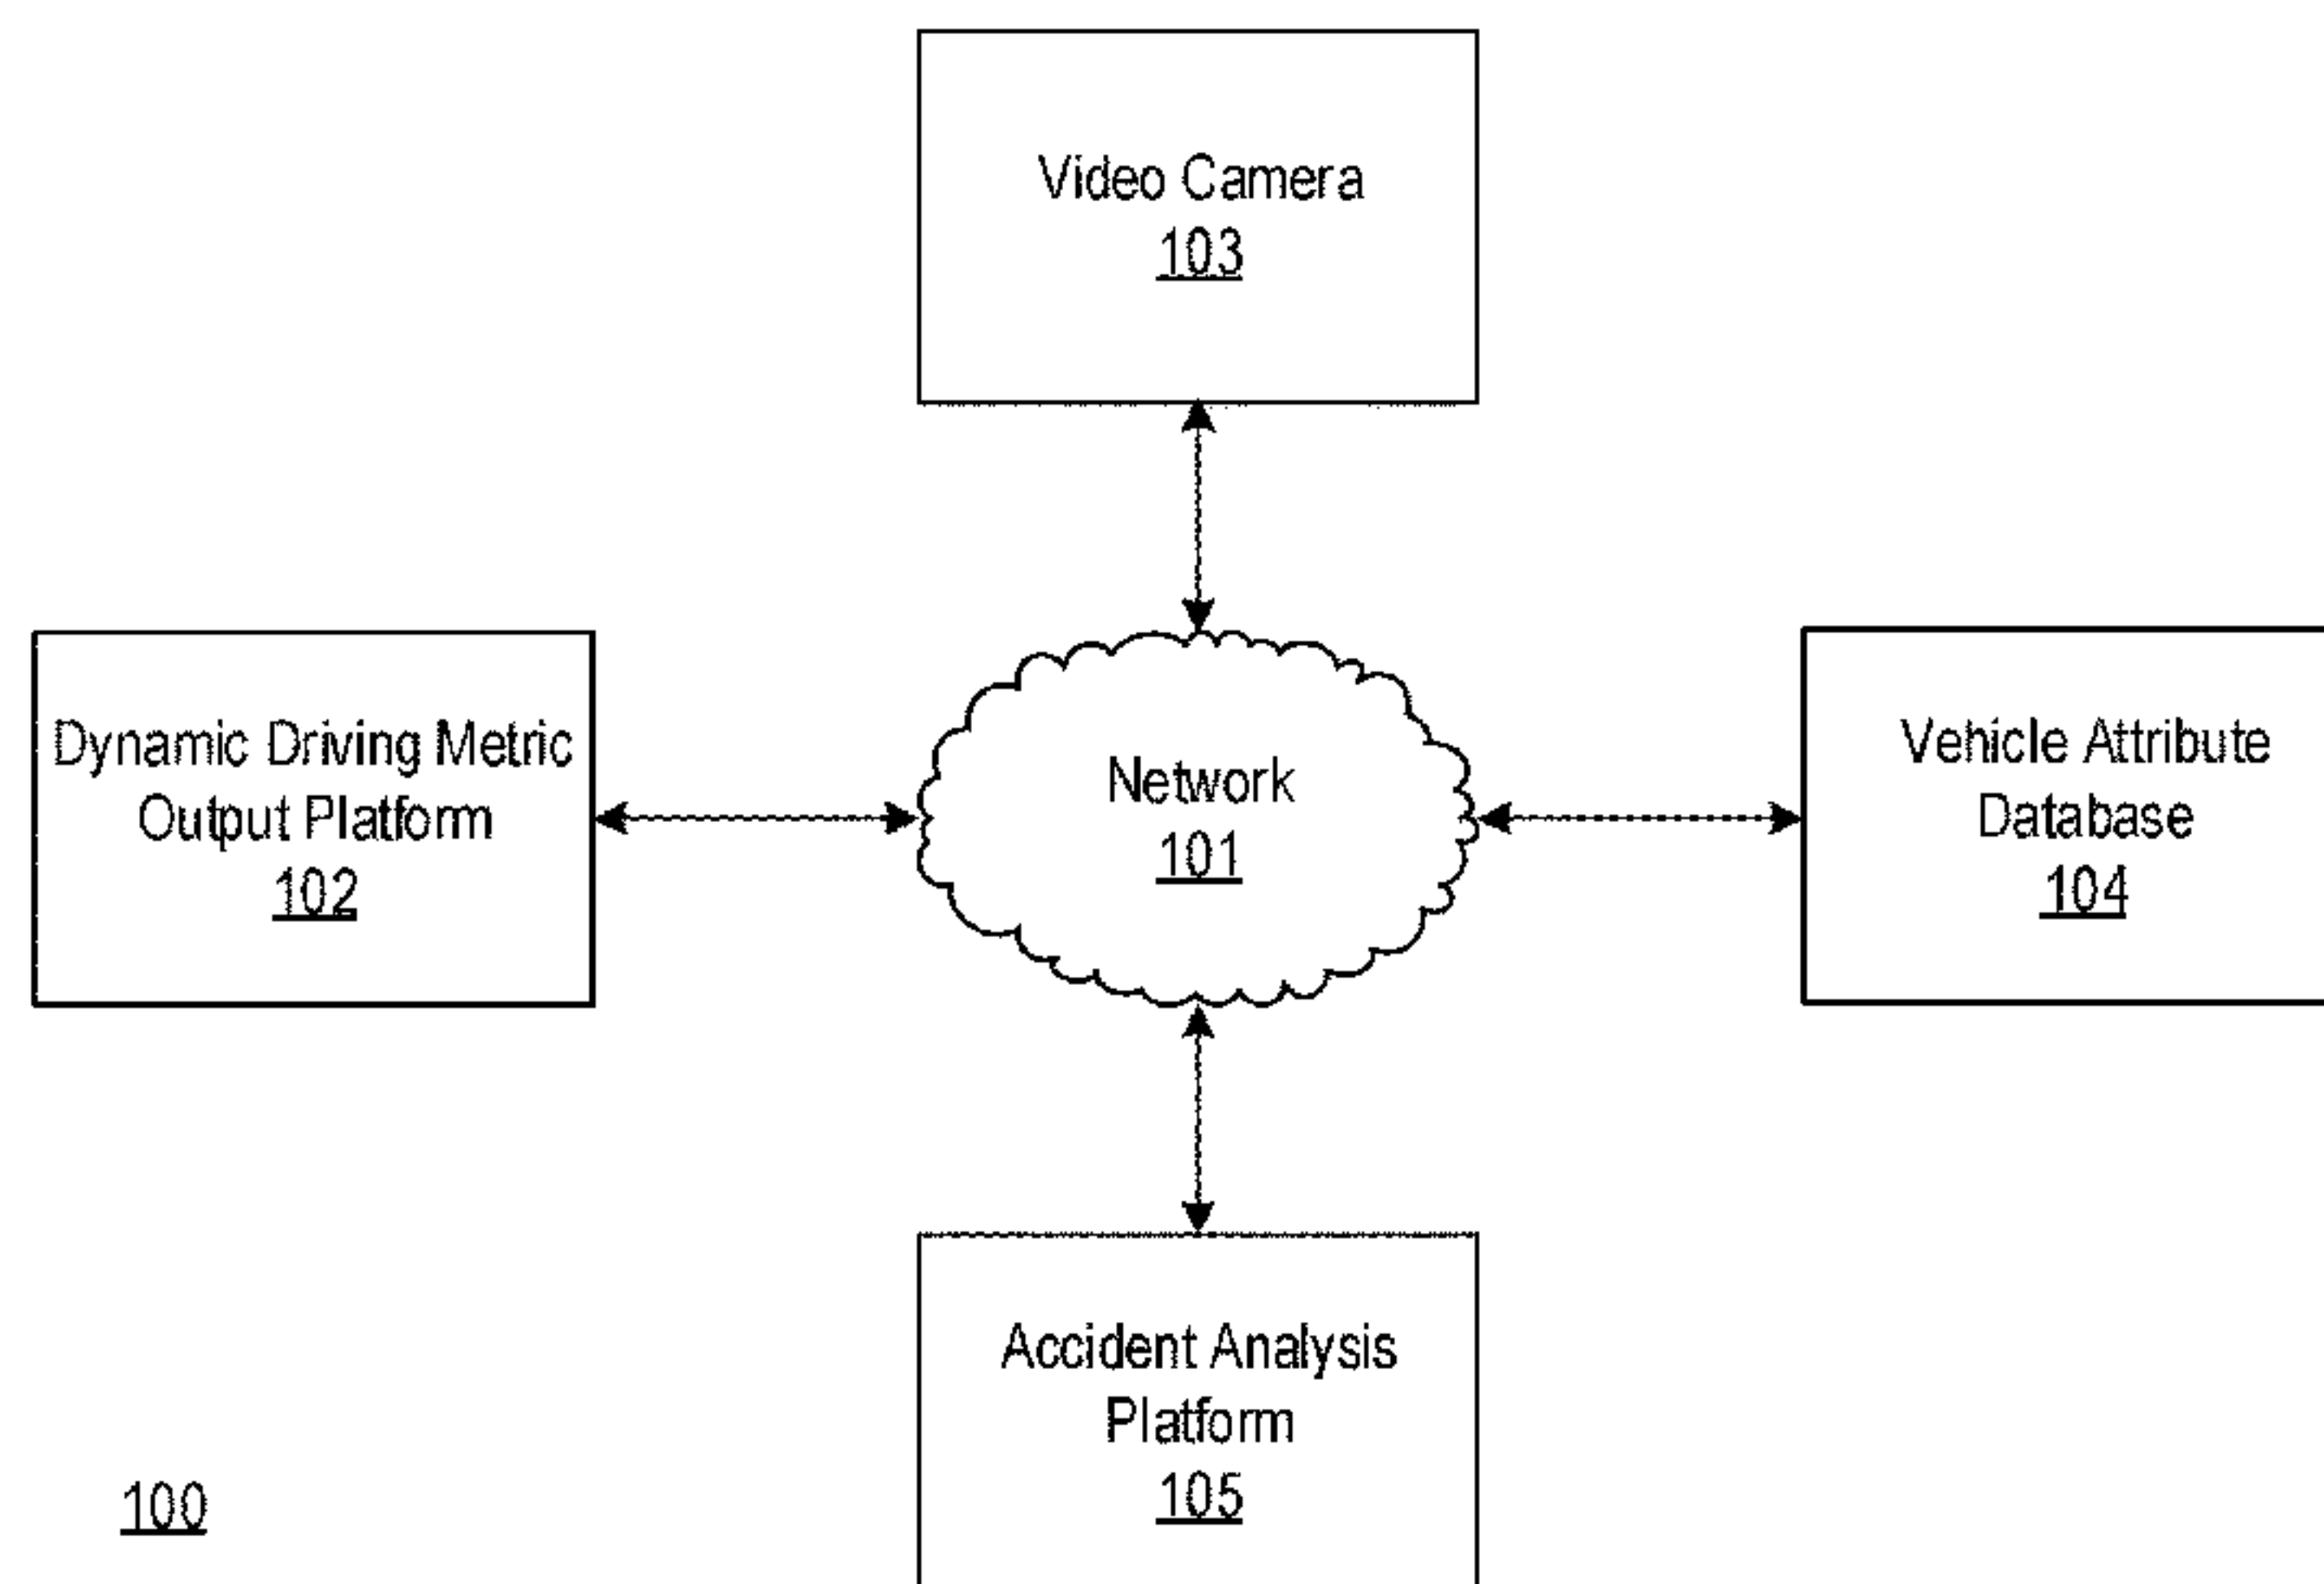 Video Camera
103
Dynamic Driving Metric
Output Platform
102
Network
101
Vehicle Attribute
Database
104
Accident Analysis
Platform
105
100